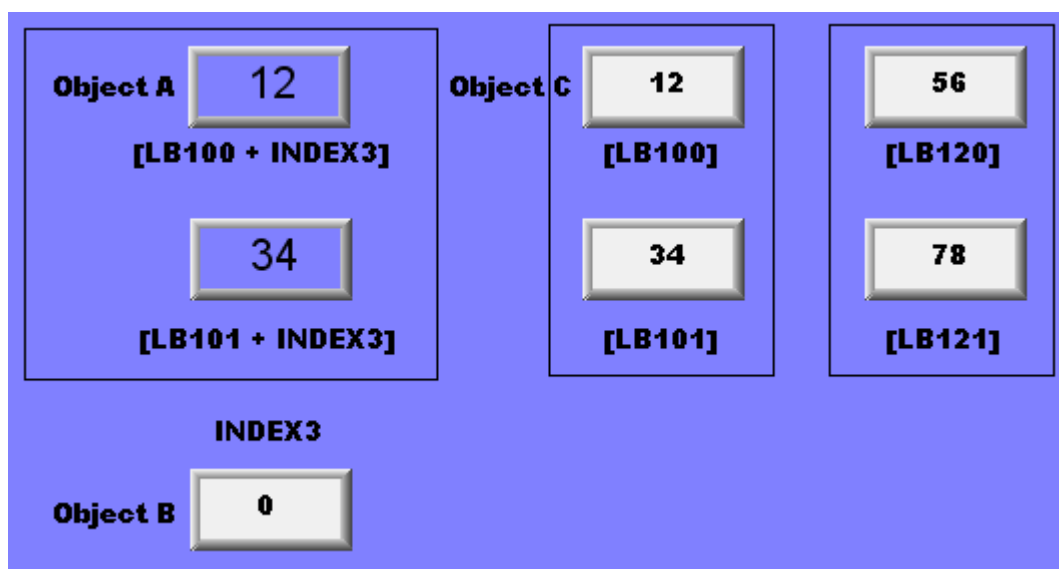 Object A 12 Object C 12 56
[LB100 + INDEX3] [LB100] [LB120]
34 34 78
[LB101 + INDEX3] [LB101] [LB121]
INDEX3
Object B 0